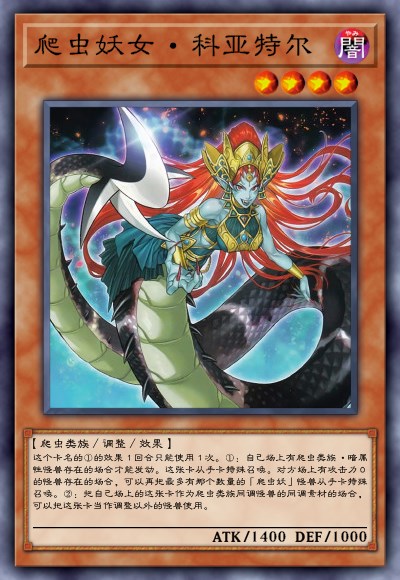 爬虫妖女·科亚特尔
やみ
闇
【爬虫类族/调整/效果】
这个卡名的①的效果1回合只能使用1次。①：自己场上有爬虫类族·暗属
性怪兽存在的场合才能发动。这张卡从手卡特殊召唤。对方场上有攻击力0
的怪兽存在的场合，可以再把最多有那个数量的「爬虫妖」怪兽从手卡特殊
召唤。②：把自己场上的这张卡作为爬虫类族同调怪兽的同调素材的场合，
可以把这张卡当作调整以外的怪兽使用。
ATK/1400 DEF/1000